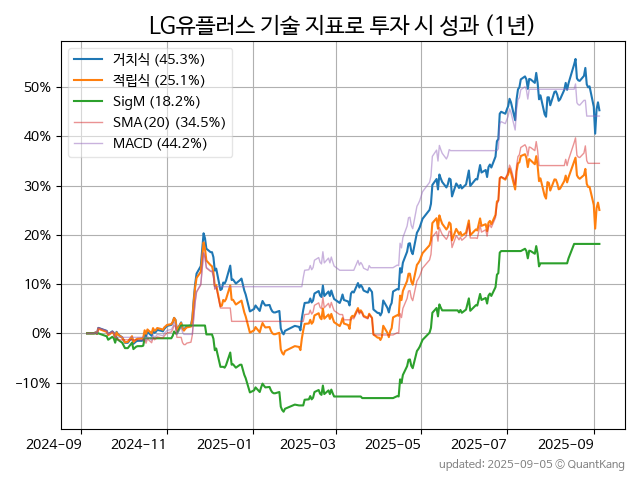 LG유플러스 기술 지표로 투자 시 성과 (1년)
거치식 (45.3%)
적립식 (25.1%)
SigM (18.2%)
SMA(20) (34.5%)
MACD (44.2%)
50%
40%
30%
20%
10%
0%
−10%
2024-09 2024-11 2025-01 2025-03 2025-05 2025-07 2025-09
updated: 2025-09-05 ⓒ QuantKang